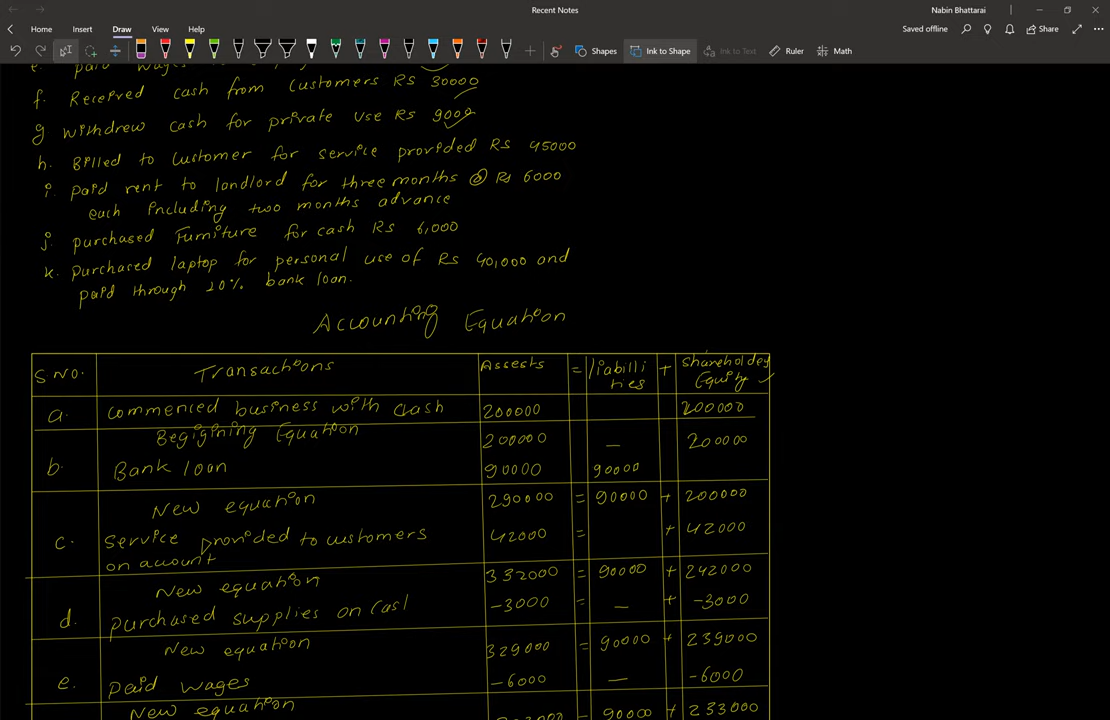 Recent Notes
Nabin Bhattarai
Home Insert Draw View Help
Saved offline
Share
Shapes
Ink to Shape
Ink to Text
Ruler
Math
e. paid wages
f. Received cash from customers Rs 30000
g withdrew cash for private use Rs 9000
h. Billed to customer for service provided Rs 45000
i. paid rent to landlord for three months @ Rs 6000
each including two months advance
j. purchased Furniture for cash Rs 6,000
k. purchased laptop for personal use of Rs 40,000 and
paid through 20% bank loan.
Accounting Equation
S.NO. Transactions Assests = liabilities + Shareholdey Equity
a. commenced business with cash 200000 200000
Begigining Equation 200000 — 200000
b. Bank loan 90000 90000
New equation 290000 = 90000 + 200000
c. Service provided to customers 42000 = + 42000
on account
New equation 332000 = 90000 + 242000
d. purchased supplies on cash -3000 = — + -3000
New equation 329000 = 90000 + 239000
e. paid wages -6000 — -6000
New equation 90000 + 233000